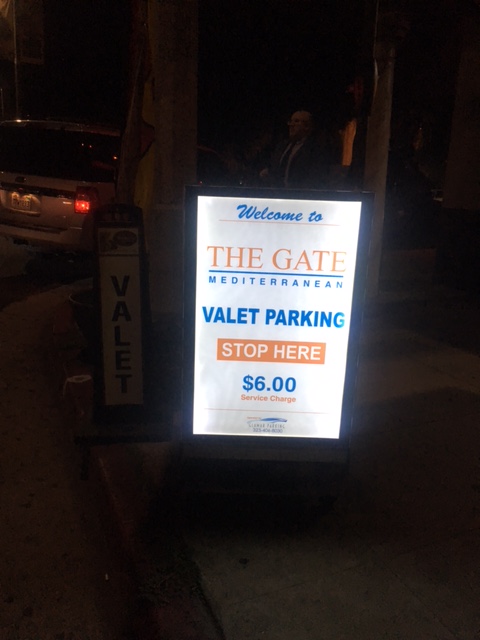 Welcome to
THE GATE
MEDITERRANEAN
VALET PARKING
STOP HERE
$6.00
Service Charge
VALET